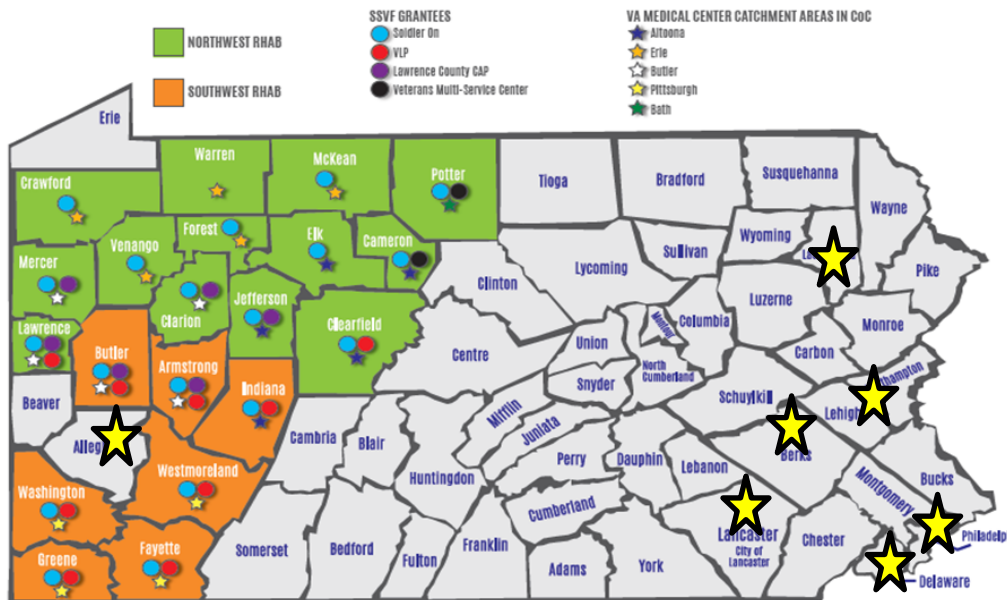 SSVF GRANTEES
Soldier On
VLP
Lawrence County CAP
Veterans Multi-Service Center
VA MEDICAL CENTER CATCHMENT AREAS IN CoC
Altoona
Erie
Butler
Pittsburgh
Bath
NORTHWEST RHAB
SOUTHWEST RHAB
Erie
Warren
McKean
Potter
Tioga
Bradford
Susquehanna
Crawford
Wayne
Forest
Elk
Cameron
Venango
Wyoming
Sullivan
Mercer
Lycoming
Pike
Clinton
Jefferson
Luzerne
Clarion
Lawrence
Clearfield
Columbia
Montour
Monroe
Union
Centre
Butler
Armstrong
Carbon
North
Cumberland
Snyder
Indiana
Schuylkill
Beaver
Lehigh
Mifflin
Juniata
Cambria
Blair
Alleg
Berks
Perry
Dauphin
Lebanon
Westmoreland
Huntingdon
Bucks
Montgomery
Washington
Cumberland
Lancaster
City of
Lancaster
Chester
Philadelp
Fayette
Somerset
Bedford
Fulton
Franklin
Greene
Adams
York
Delaware